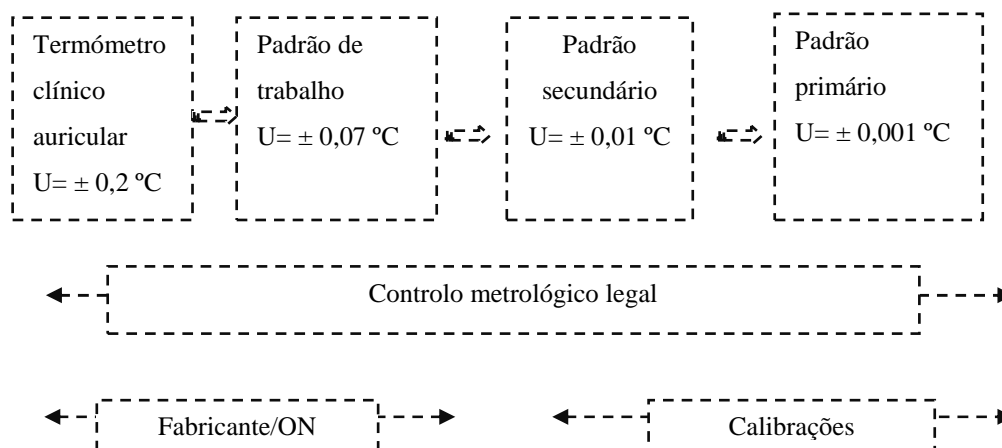 Termómetro
clínico
auricular
U= ± 0,2 ºC
Padrão de
trabalho
U= ± 0,07 ºC
Padrão
secundário
U= ± 0,01 ºC
Padrão
primário
U= ± 0,001 ºC
Controlo metrológico legal
Fabricante/ON
Calibrações